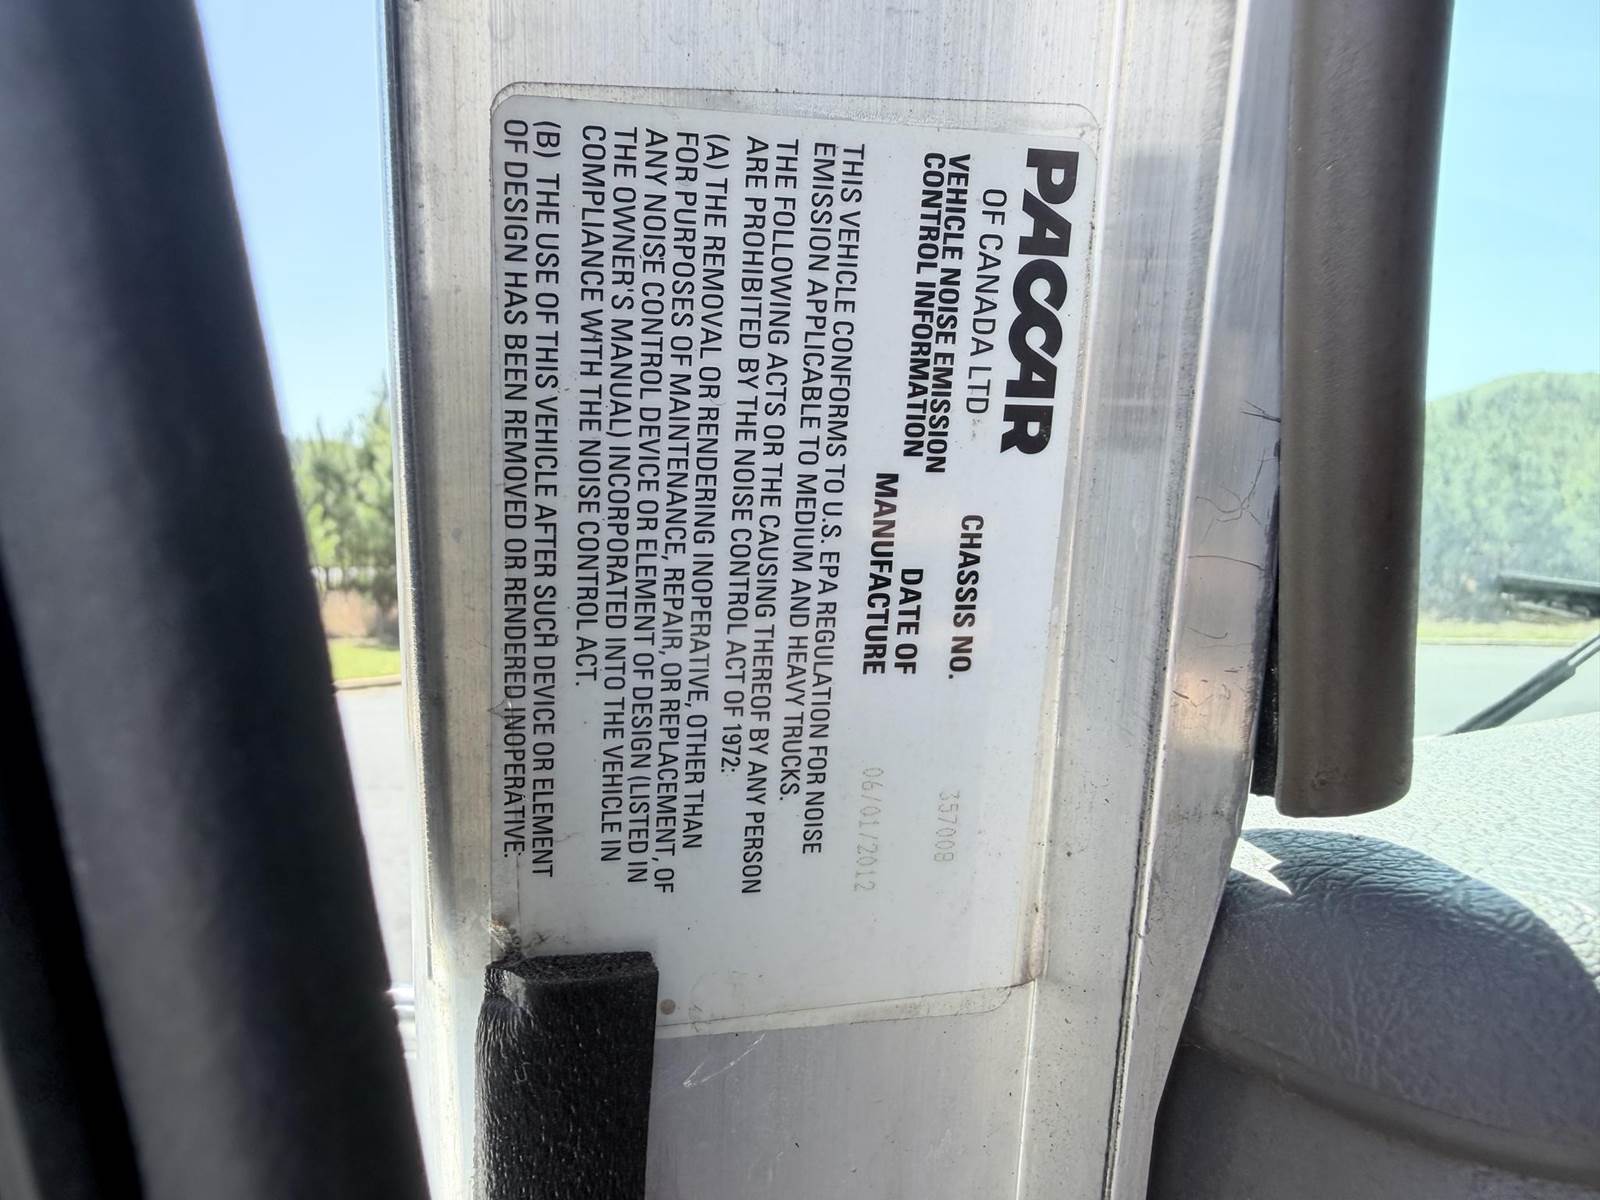 PACCAR
OF CANADA LTD
VEHICLE NOISE EMISSION
CONTROL INFORMATION
CHASSIS NO. 357008
DATE OF
MANUFACTURE 06/01/2012
THIS VEHICLE CONFORMS TO U.S. EPA REGULATION FOR NOISE
EMISSION APPLICABLE TO MEDIUM AND HEAVY TRUCKS.
THE FOLLOWING ACTS OR THE CAUSING THEREOF BY ANY PERSON
ARE PROHIBITED BY THE NOISE CONTROL ACT OF 1972:
(A) THE REMOVAL OR RENDERING INOPERATIVE, OTHER THAN
FOR PURPOSES OF MAINTENANCE, REPAIR, OR REPLACEMENT, OF
ANY NOISE CONTROL DEVICE OR ELEMENT OF DESIGN (LISTED IN
THE OWNER'S MANUAL) INCORPORATED INTO THE VEHICLE IN
COMPLIANCE WITH THE NOISE CONTROL ACT.
(B) THE USE OF THIS VEHICLE AFTER SUCH DEVICE OR ELEMENT
OF DESIGN HAS BEEN REMOVED OR RENDERED INOPERATIVE.